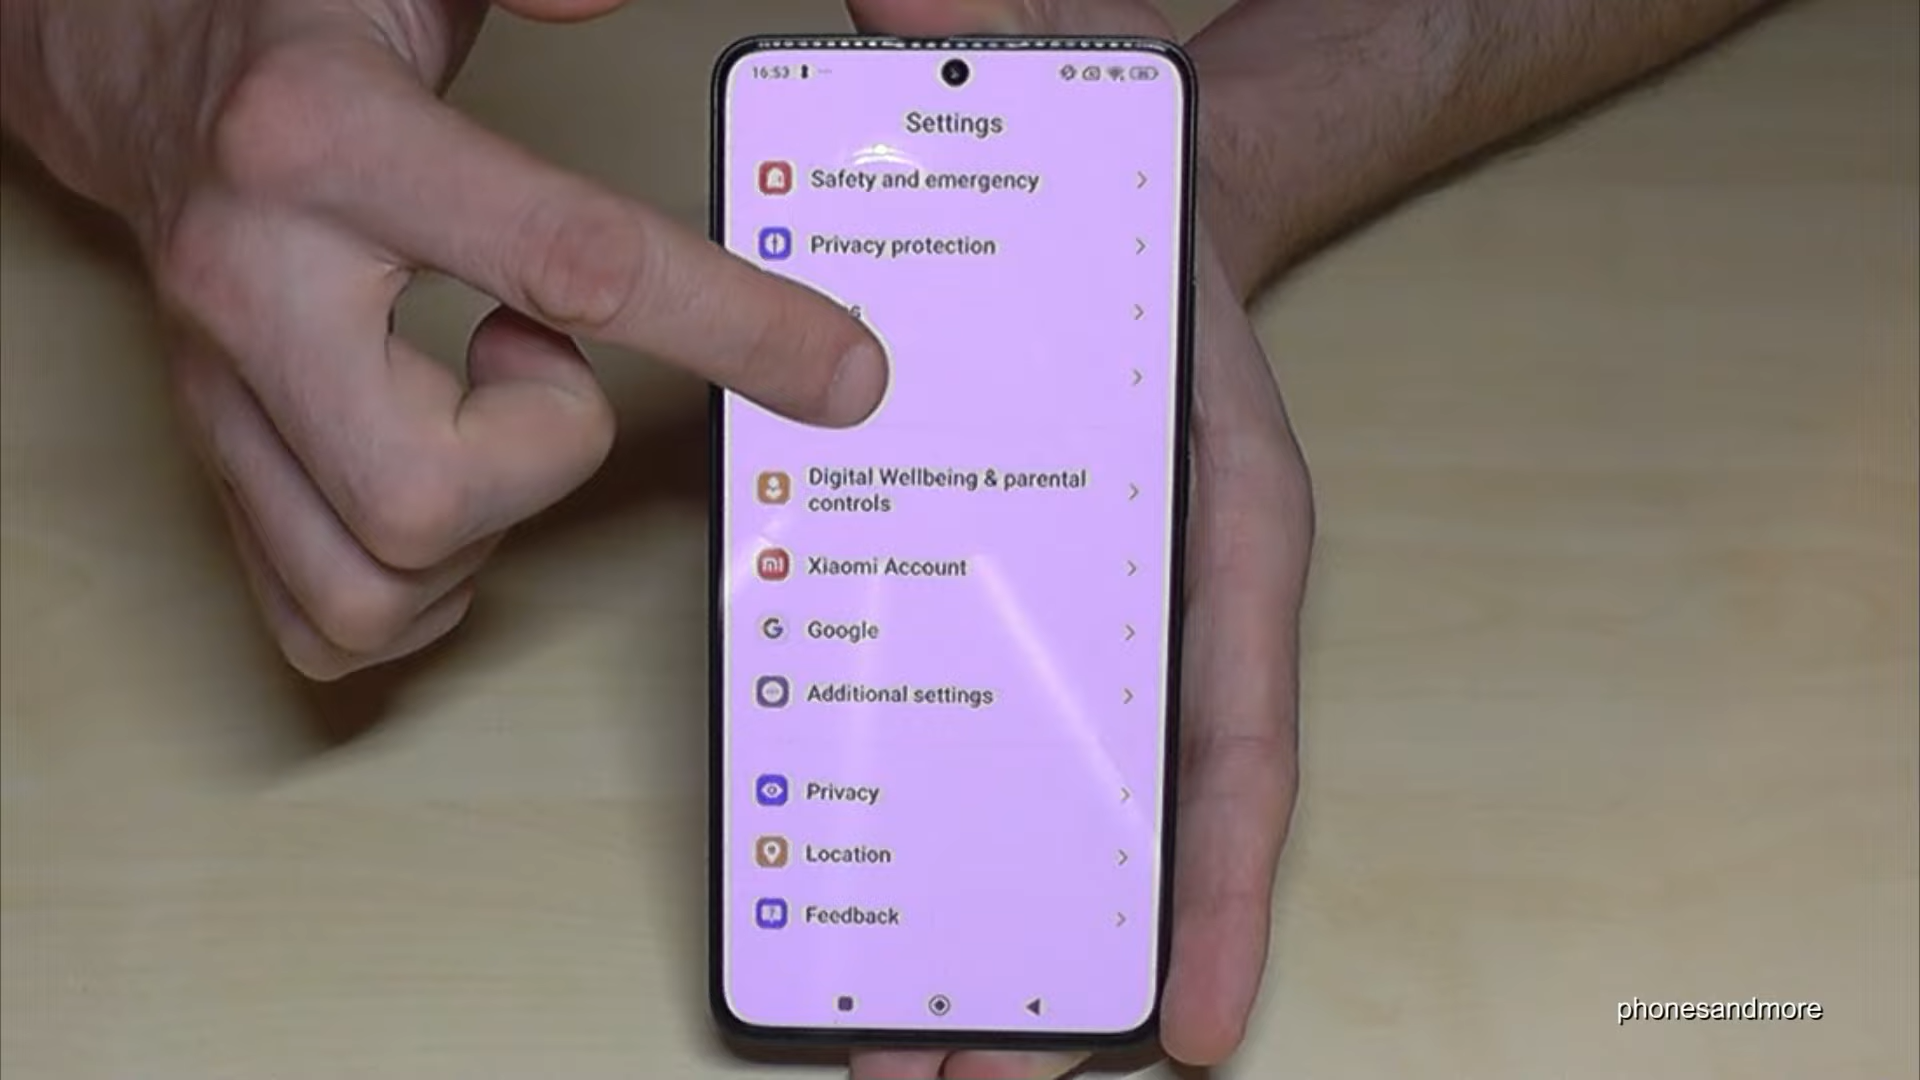 16:53
Settings
Safety and emergency
Privacy protection
Digital Wellbeing & parental
controls
Xiaomi Account
Google
Additional settings
Privacy
Location
Feedback
phonesandmore